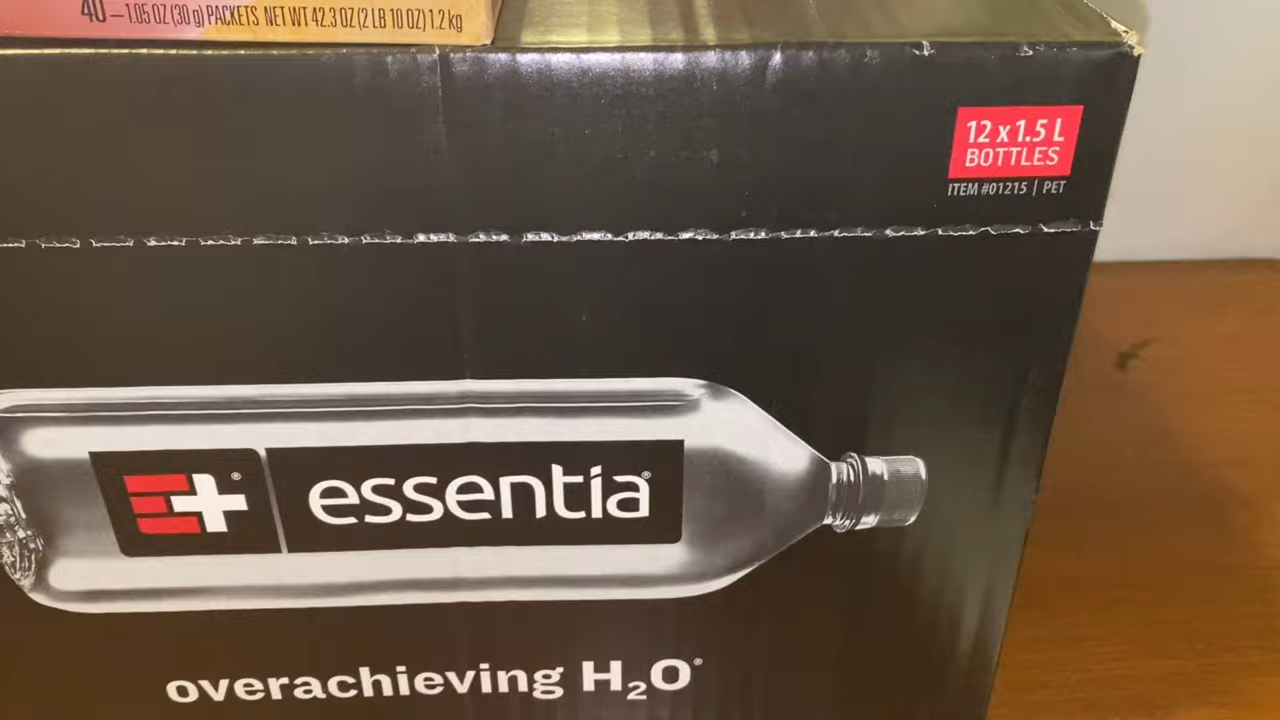 40 – 1.05 OZ (30 g) PACKETS NET WT 42.3 OZ (2 LB 10 OZ) 1.2 kg
12 x 1.5 L
BOTTLES
ITEM #01215 | PET
essentia®
overachieving H₂O®